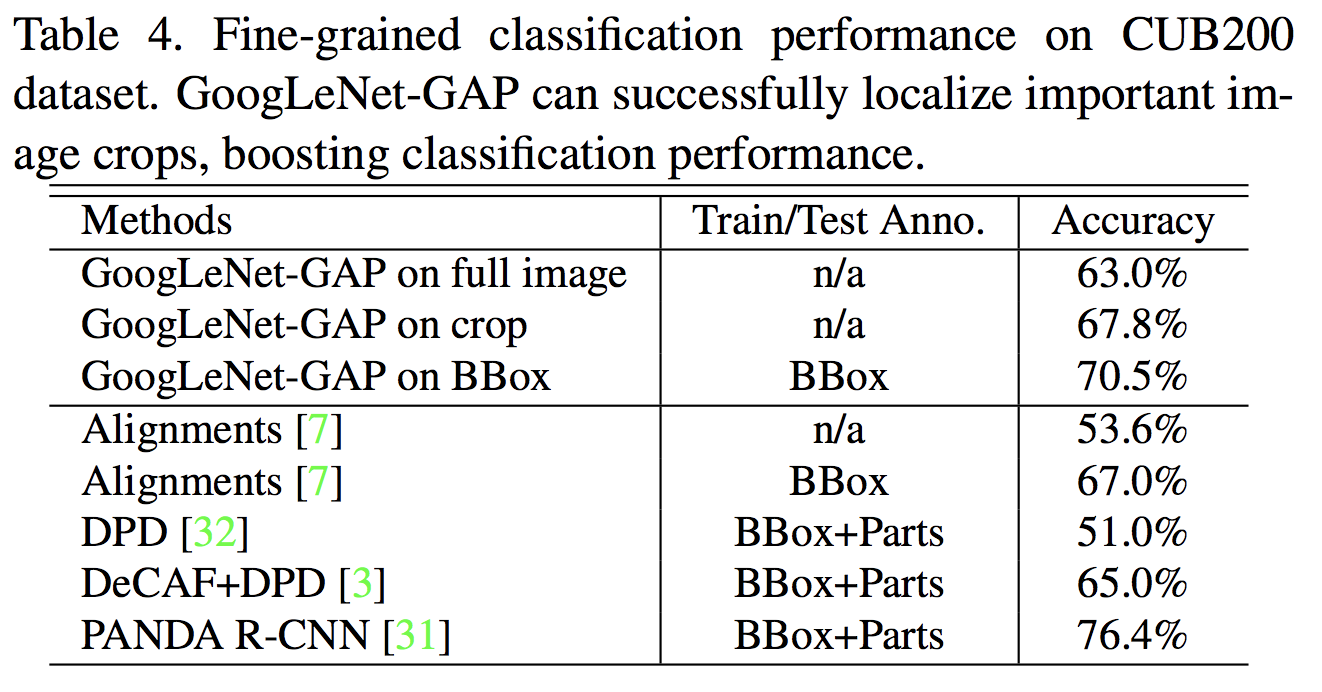 Table 4. Fine-grained classification performance on CUB200
dataset. GoogLeNet-GAP can successfully localize important im-
age crops, boosting classification performance.
Methods Train/Test Anno. Accuracy
GoogLeNet-GAP on full image n/a 63.0%
GoogLeNet-GAP on crop n/a 67.8%
GoogLeNet-GAP on BBox BBox 70.5%
Alignments [7] n/a 53.6%
Alignments [7] BBox 67.0%
DPD [32] BBox+Parts 51.0%
DeCAF+DPD [3] BBox+Parts 65.0%
PANDA R-CNN [31] BBox+Parts 76.4%